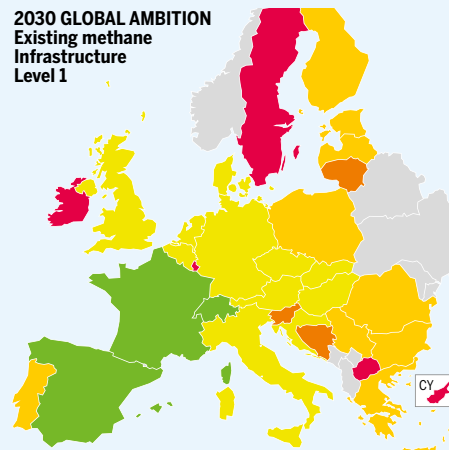 2030 GLOBAL AMBITION
Existing methane
Infrastructure
Level 1
CY